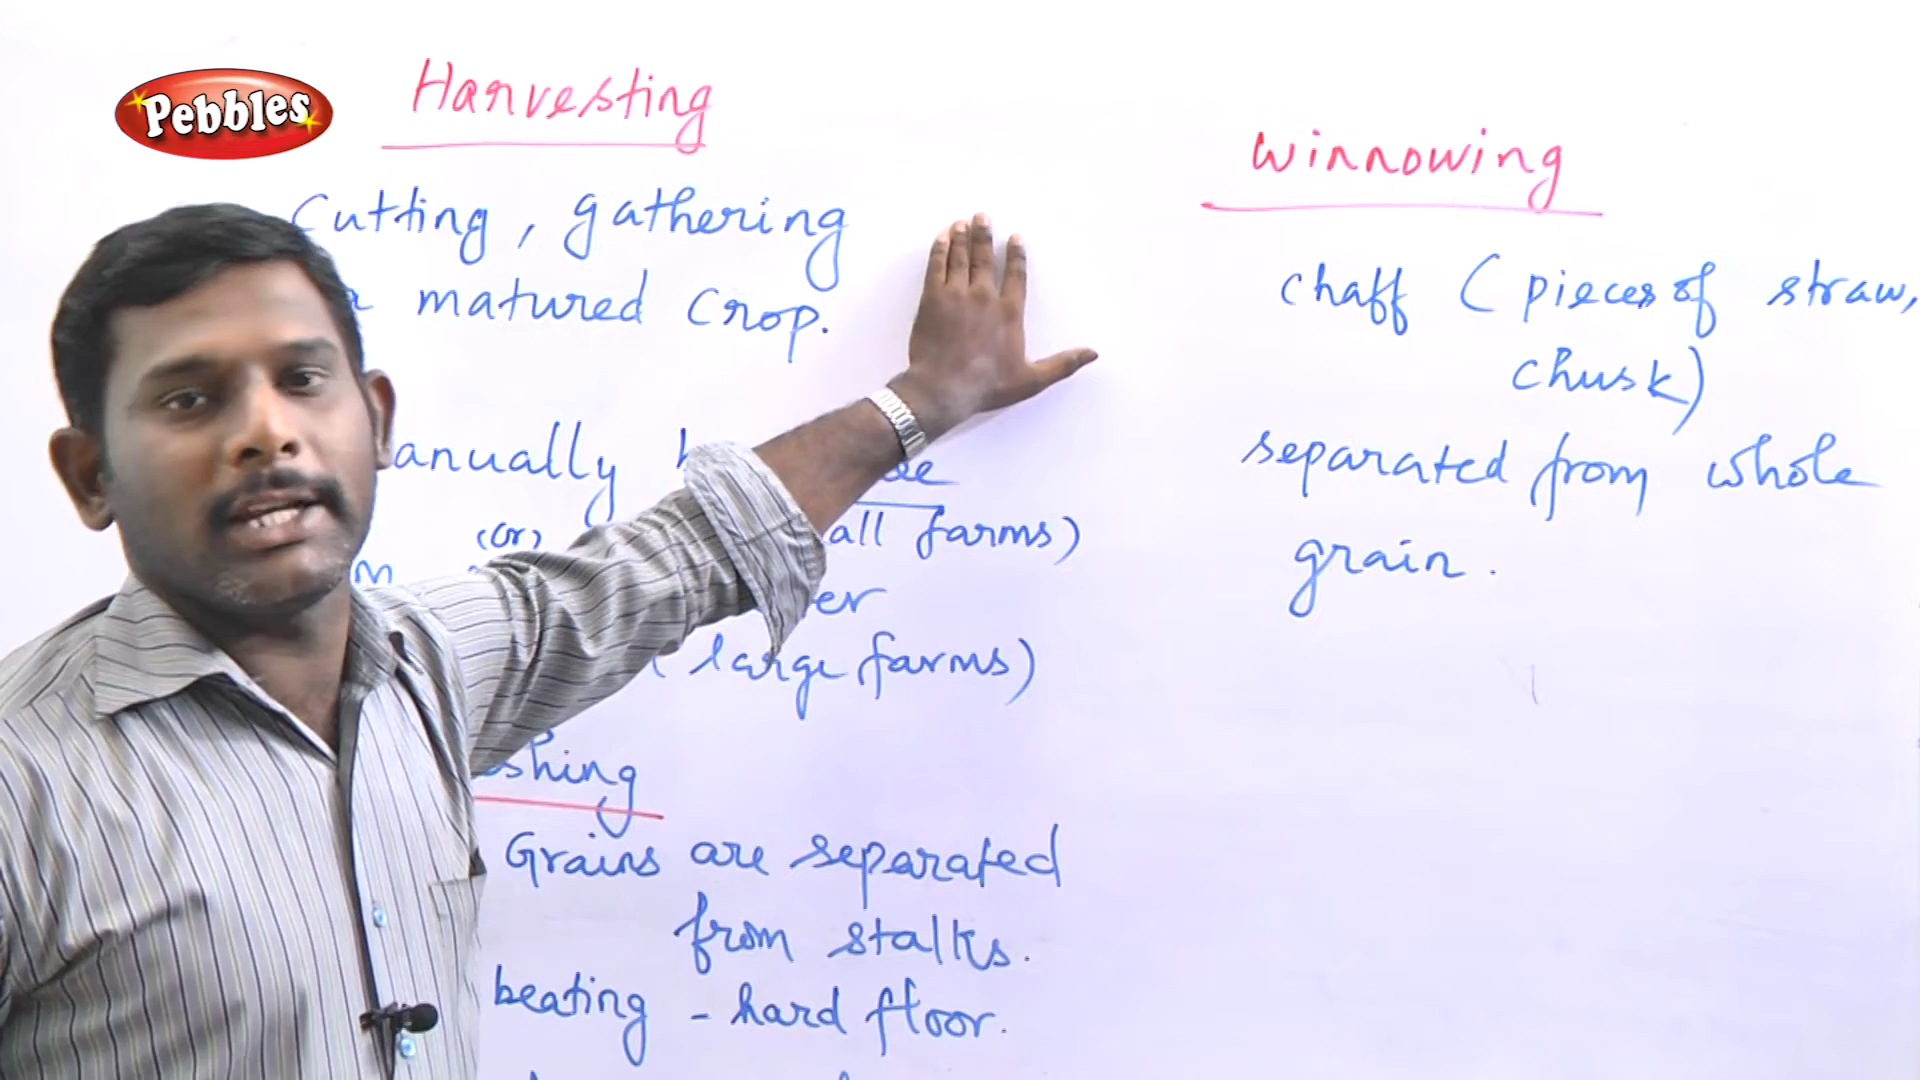 Pebbles
Harvesting
Cutting, gathering
a matured crop.
anually
(or) all farms)
(large farms)
shing
Grains are separated
from stalks.
beating - hard floor.
Winnowing
chaff (pieces of straw,
chusk)
separated from whole
grain.